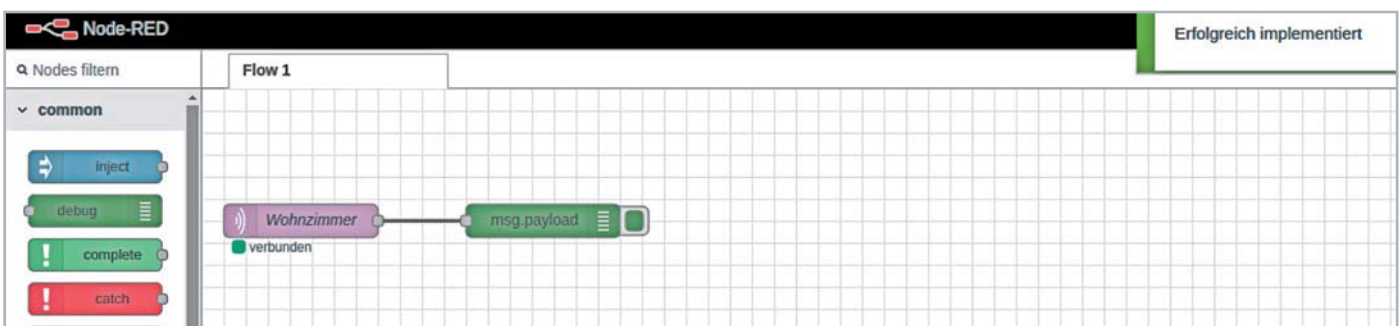 Node-RED
Erfolgreich implementiert
Nodes filtern
Flow 1
common
inject
debug
Wohnzimmer
msg.payload
verbunden
complete
catch